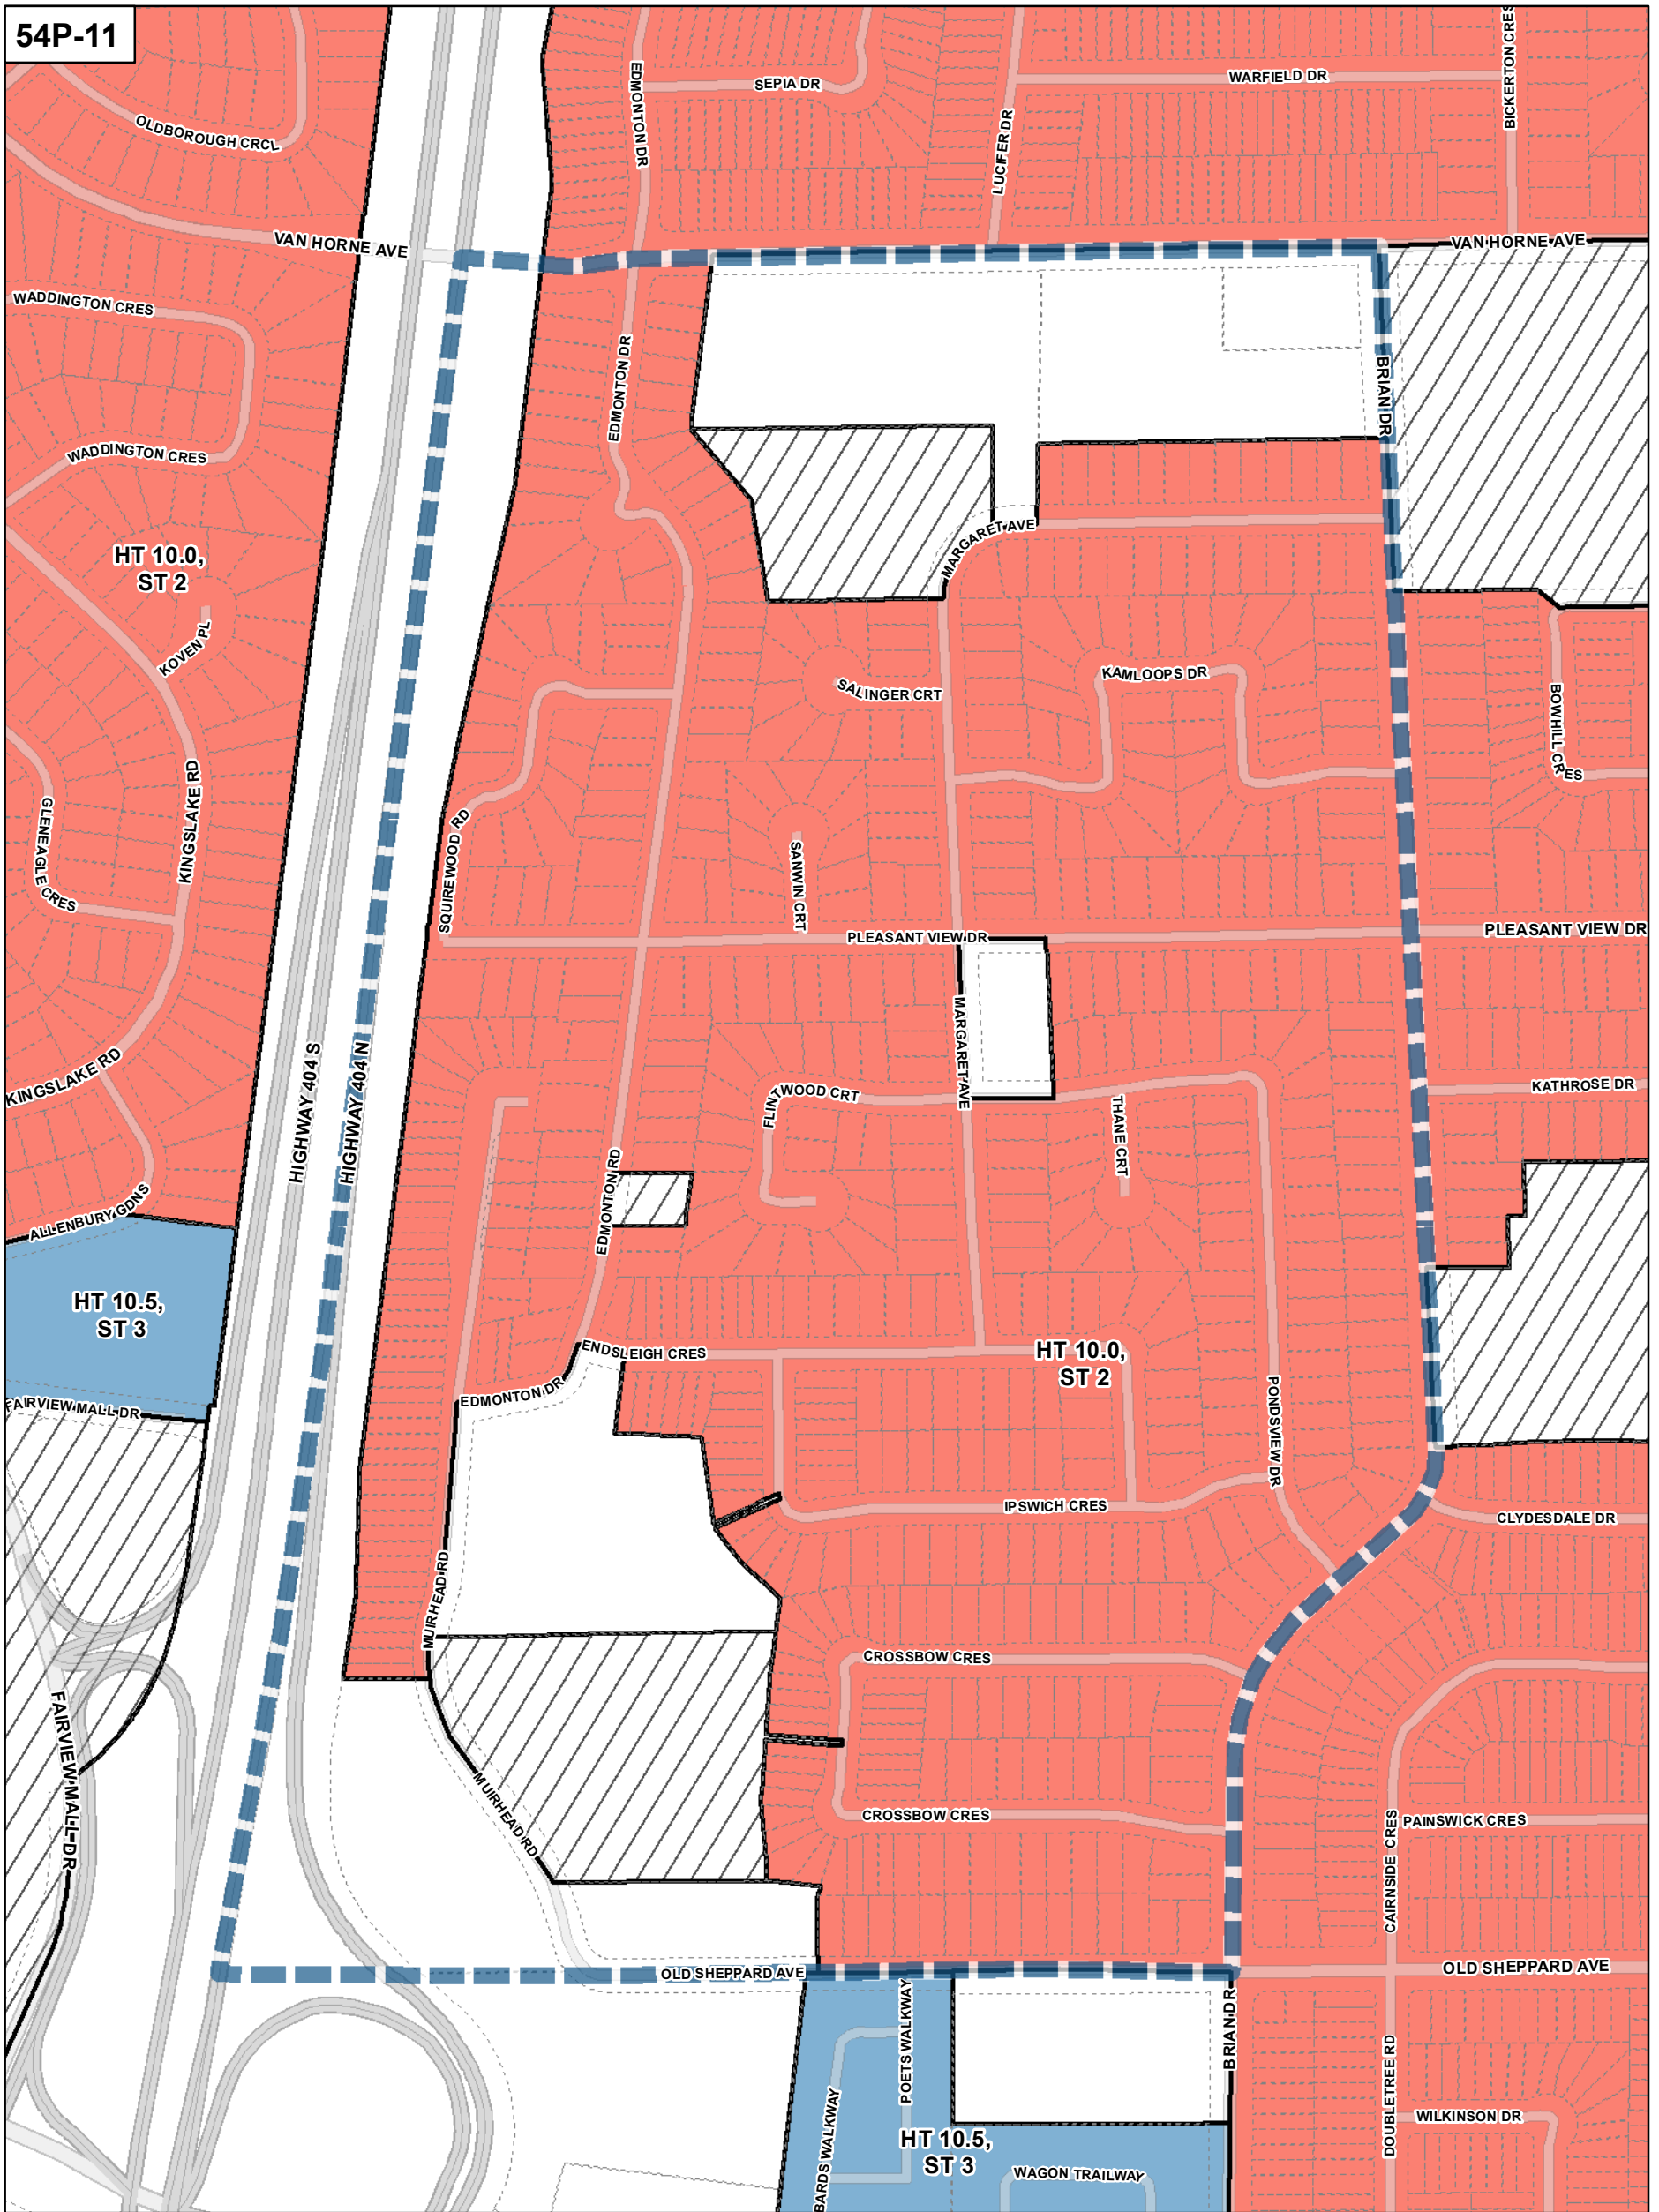 54P-11
SEPIA DR
WARFIELD DR
BICKERTON CRES
EDMONTON DR
OLDBOROUGH CRCL
LUCIFER DR
VAN HORNE AVE
VAN HORNE AVE
WADDINGTON CRES
EDMONTON DR
BRIAN DR
WADDINGTON CRES
MARGARET AVE
HT 10.0,
ST 2
KOVEN PL
SALINGER CRT
KAMLOOPS DR
BOWHILL CRES
KINGSLAKE RD
GLENEAGLE CRES
SQUIREWOOD RD
SANWIN CRT
PLEASANT VIEW DR
PLEASANT VIEW DR
MARGARET AVE
HIGHWAY 404 S
HIGHWAY 404 N
KINGSLAKE RD
FLINTWOOD CRT
KATHROSE DR
THANE CRT
EDMONTON RD
ALLENBURY GDNS
HT 10.5,
ST 3
ENDSLEIGH CRES
HT 10.0,
ST 2
EDMONTON DR
FAIRVIEW MALL DR
PONDSVIEW DR
IPSWICH CRES
CLYDESDALE DR
MUIRHEAD RD
CROSSBOW CRES
FAIRVIEW MALL DR
MUIRHEAD RD
CROSSBOW CRES
PAINSWICK CRES
CAIRNSIDE CRES
OLD SHEPPARD AVE
OLD SHEPPARD AVE
POETS WALKWAY
BRIAN DR
DOUBLETREE RD
BARDS WALKWAY
WILKINSON DR
HT 10.5,
ST 3
WAGON TRAILWAY